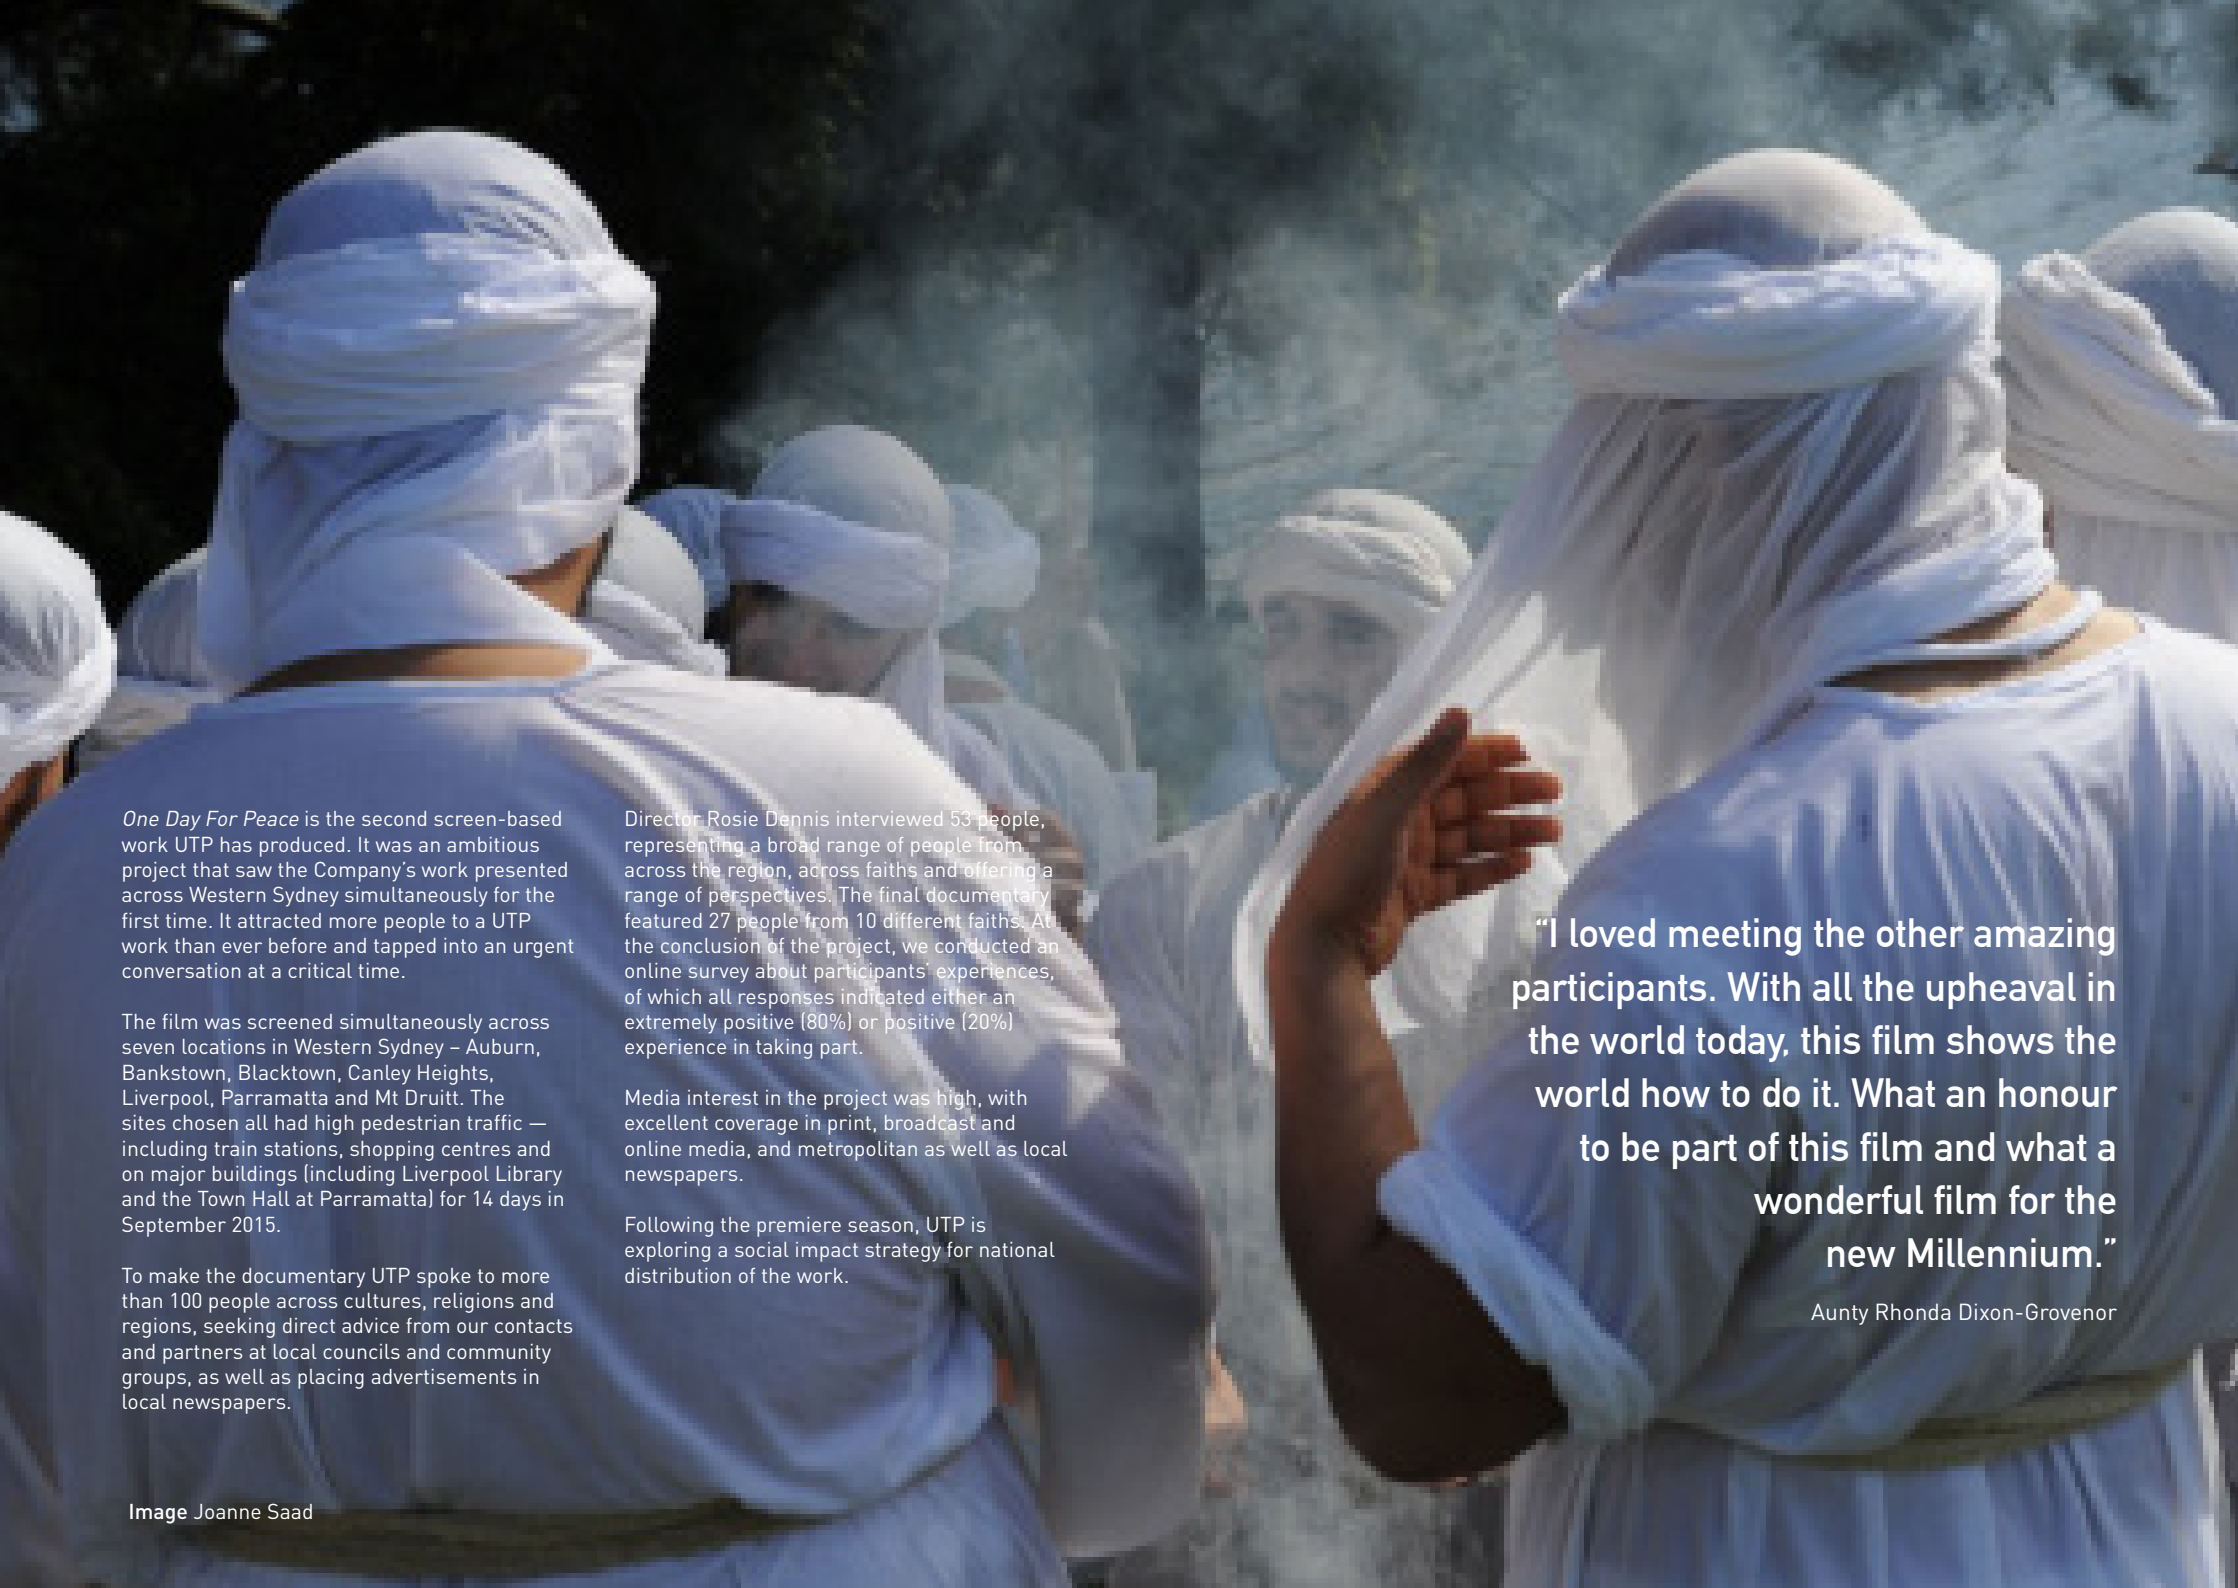 One Day For Peace is the second screen-based
work UTP has produced. It was an ambitious
project that saw the Company's work presented
across Western Sydney simultaneously for the
first time. It attracted more people to a UTP
work than ever before and tapped into an urgent
conversation at a critical time.
The film was screened simultaneously across
seven locations in Western Sydney – Auburn,
Bankstown, Blacktown, Canley Heights,
Liverpool, Parramatta and Mt Druitt. The
sites chosen all had high pedestrian traffic —
including train stations, shopping centres and
on major buildings (including Liverpool Library
and the Town Hall at Parramatta) for 14 days in
September 2015.
To make the documentary UTP spoke to more
than 100 people across cultures, religions and
regions, seeking direct advice from our contacts
and partners at local councils and community
groups, as well as placing advertisements in
local newspapers.
Director Rosie Dennis interviewed 53 people,
representing a broad range of people from
across the region, across faiths and offering a
range of perspectives. The final documentary
featured 27 people from 10 different faiths. At
the conclusion of the project, we conducted an
online survey about participants' experiences,
of which all responses indicated either an
extremely positive (80%) or positive (20%)
experience in taking part.
Media interest in the project was high, with
excellent coverage in print, broadcast and
online media, and metropolitan as well as local
newspapers.
Following the premiere season, UTP is
exploring a social impact strategy for national
distribution of the work.
“I loved meeting the other amazing
participants. With all the upheaval in
the world today, this film shows the
world how to do it. What an honour
to be part of this film and what a
wonderful film for the
new Millennium.”
Aunty Rhonda Dixon-Grovenor
Image Joanne Saad